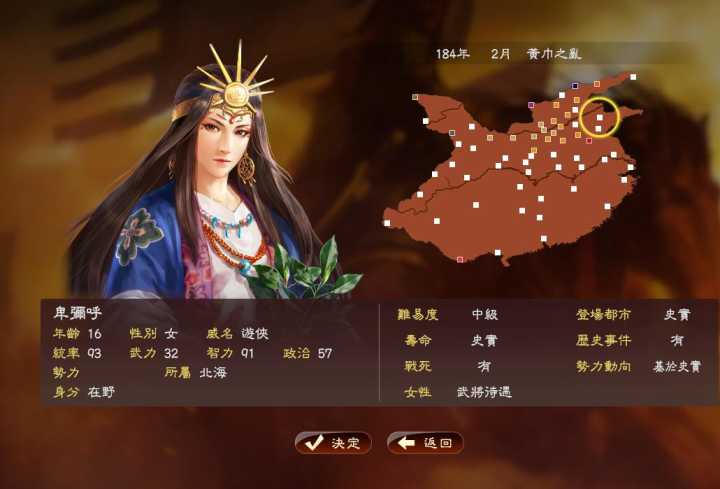 184年 2月 黃巾之亂
卑彌呼
年齡 16 性別 女 威名 遊俠
統率 93 武力 32 智力 91 政治 57
勢力 所屬 北海
身分 在野
難易度 中級 登場都市 史實
壽命 史實 歷史事件 有
戰死 有 勢力動向 基於史實
女性 武將待遇
決定 返回